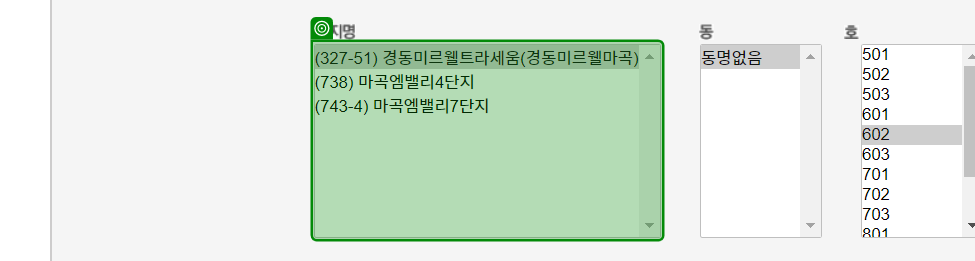 지명
(327-51) 경동미르웰트라세움(경동미르웰마곡)
(738) 마곡엠밸리4단지
(743-4) 마곡엠밸리7단지
동
동명없음
호
501
502
503
601
602
603
701
702
703
801